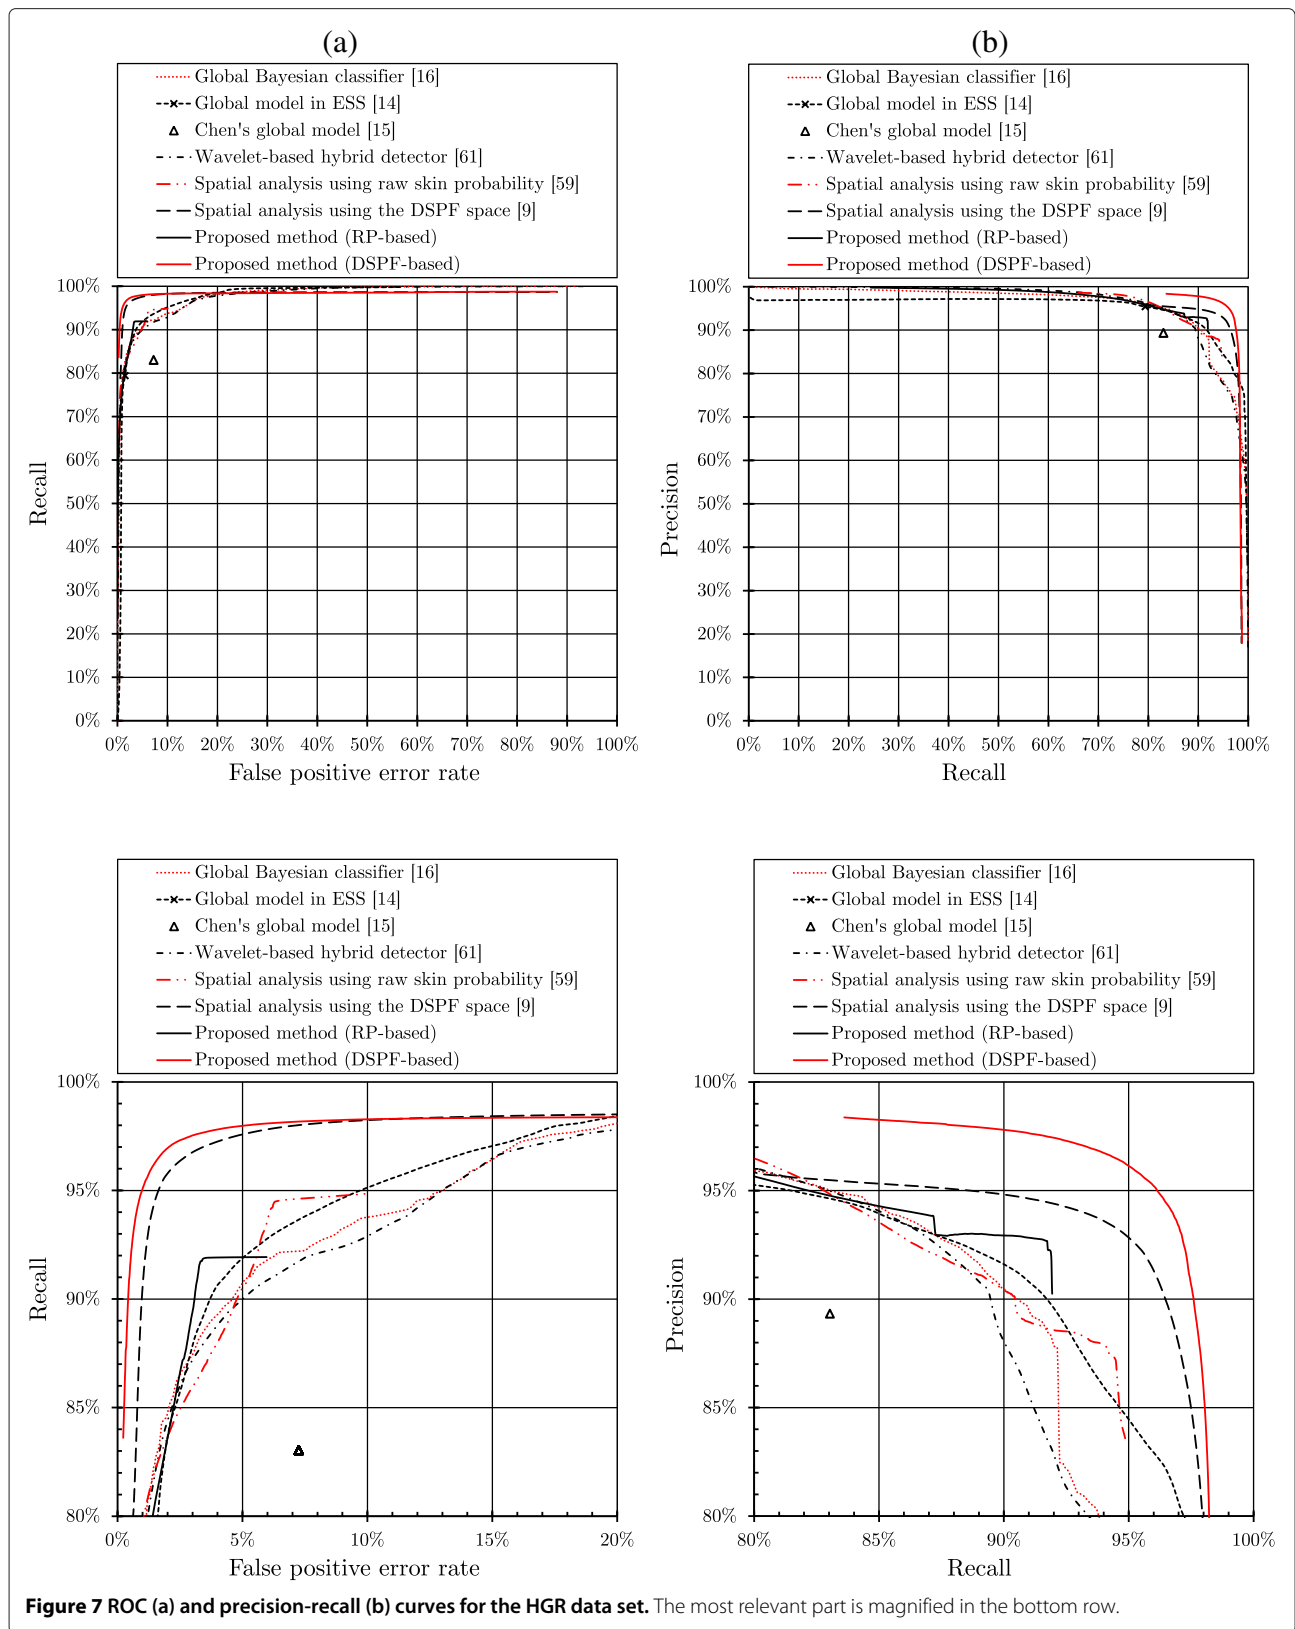 (a)
Global Bayesian classifier [16]
Global model in ESS [14]
Chen's global model [15]
Wavelet-based hybrid detector [61]
Spatial analysis using raw skin probability [59]
Spatial analysis using the DSPF space [9]
Proposed method (RP-based)
Proposed method (DSPF-based)
100%
90%
80%
70%
60%
50%
40%
30%
20%
10%
0%
Recall
0% 10% 20% 30% 40% 50% 60% 70% 80% 90% 100%
False positive error rate
(b)
Global Bayesian classifier [16]
Global model in ESS [14]
Chen's global model [15]
Wavelet-based hybrid detector [61]
Spatial analysis using raw skin probability [59]
Spatial analysis using the DSPF space [9]
Proposed method (RP-based)
Proposed method (DSPF-based)
100%
90%
80%
70%
60%
50%
40%
30%
20%
10%
0%
Precision
0% 10% 20% 30% 40% 50% 60% 70% 80% 90% 100%
Recall
Global Bayesian classifier [16]
Global model in ESS [14]
Chen's global model [15]
Wavelet-based hybrid detector [61]
Spatial analysis using raw skin probability [59]
Spatial analysis using the DSPF space [9]
Proposed method (RP-based)
Proposed method (DSPF-based)
100%
95%
90%
85%
80%
Recall
0% 5% 10% 15% 20%
False positive error rate
Global Bayesian classifier [16]
Global model in ESS [14]
Chen's global model [15]
Wavelet-based hybrid detector [61]
Spatial analysis using raw skin probability [59]
Spatial analysis using the DSPF space [9]
Proposed method (RP-based)
Proposed method (DSPF-based)
100%
95%
90%
85%
80%
Precision
80% 85% 90% 95% 100%
Recall
Figure 7 ROC (a) and precision-recall (b) curves for the HGR data set. The most relevant part is magnified in the bottom row.